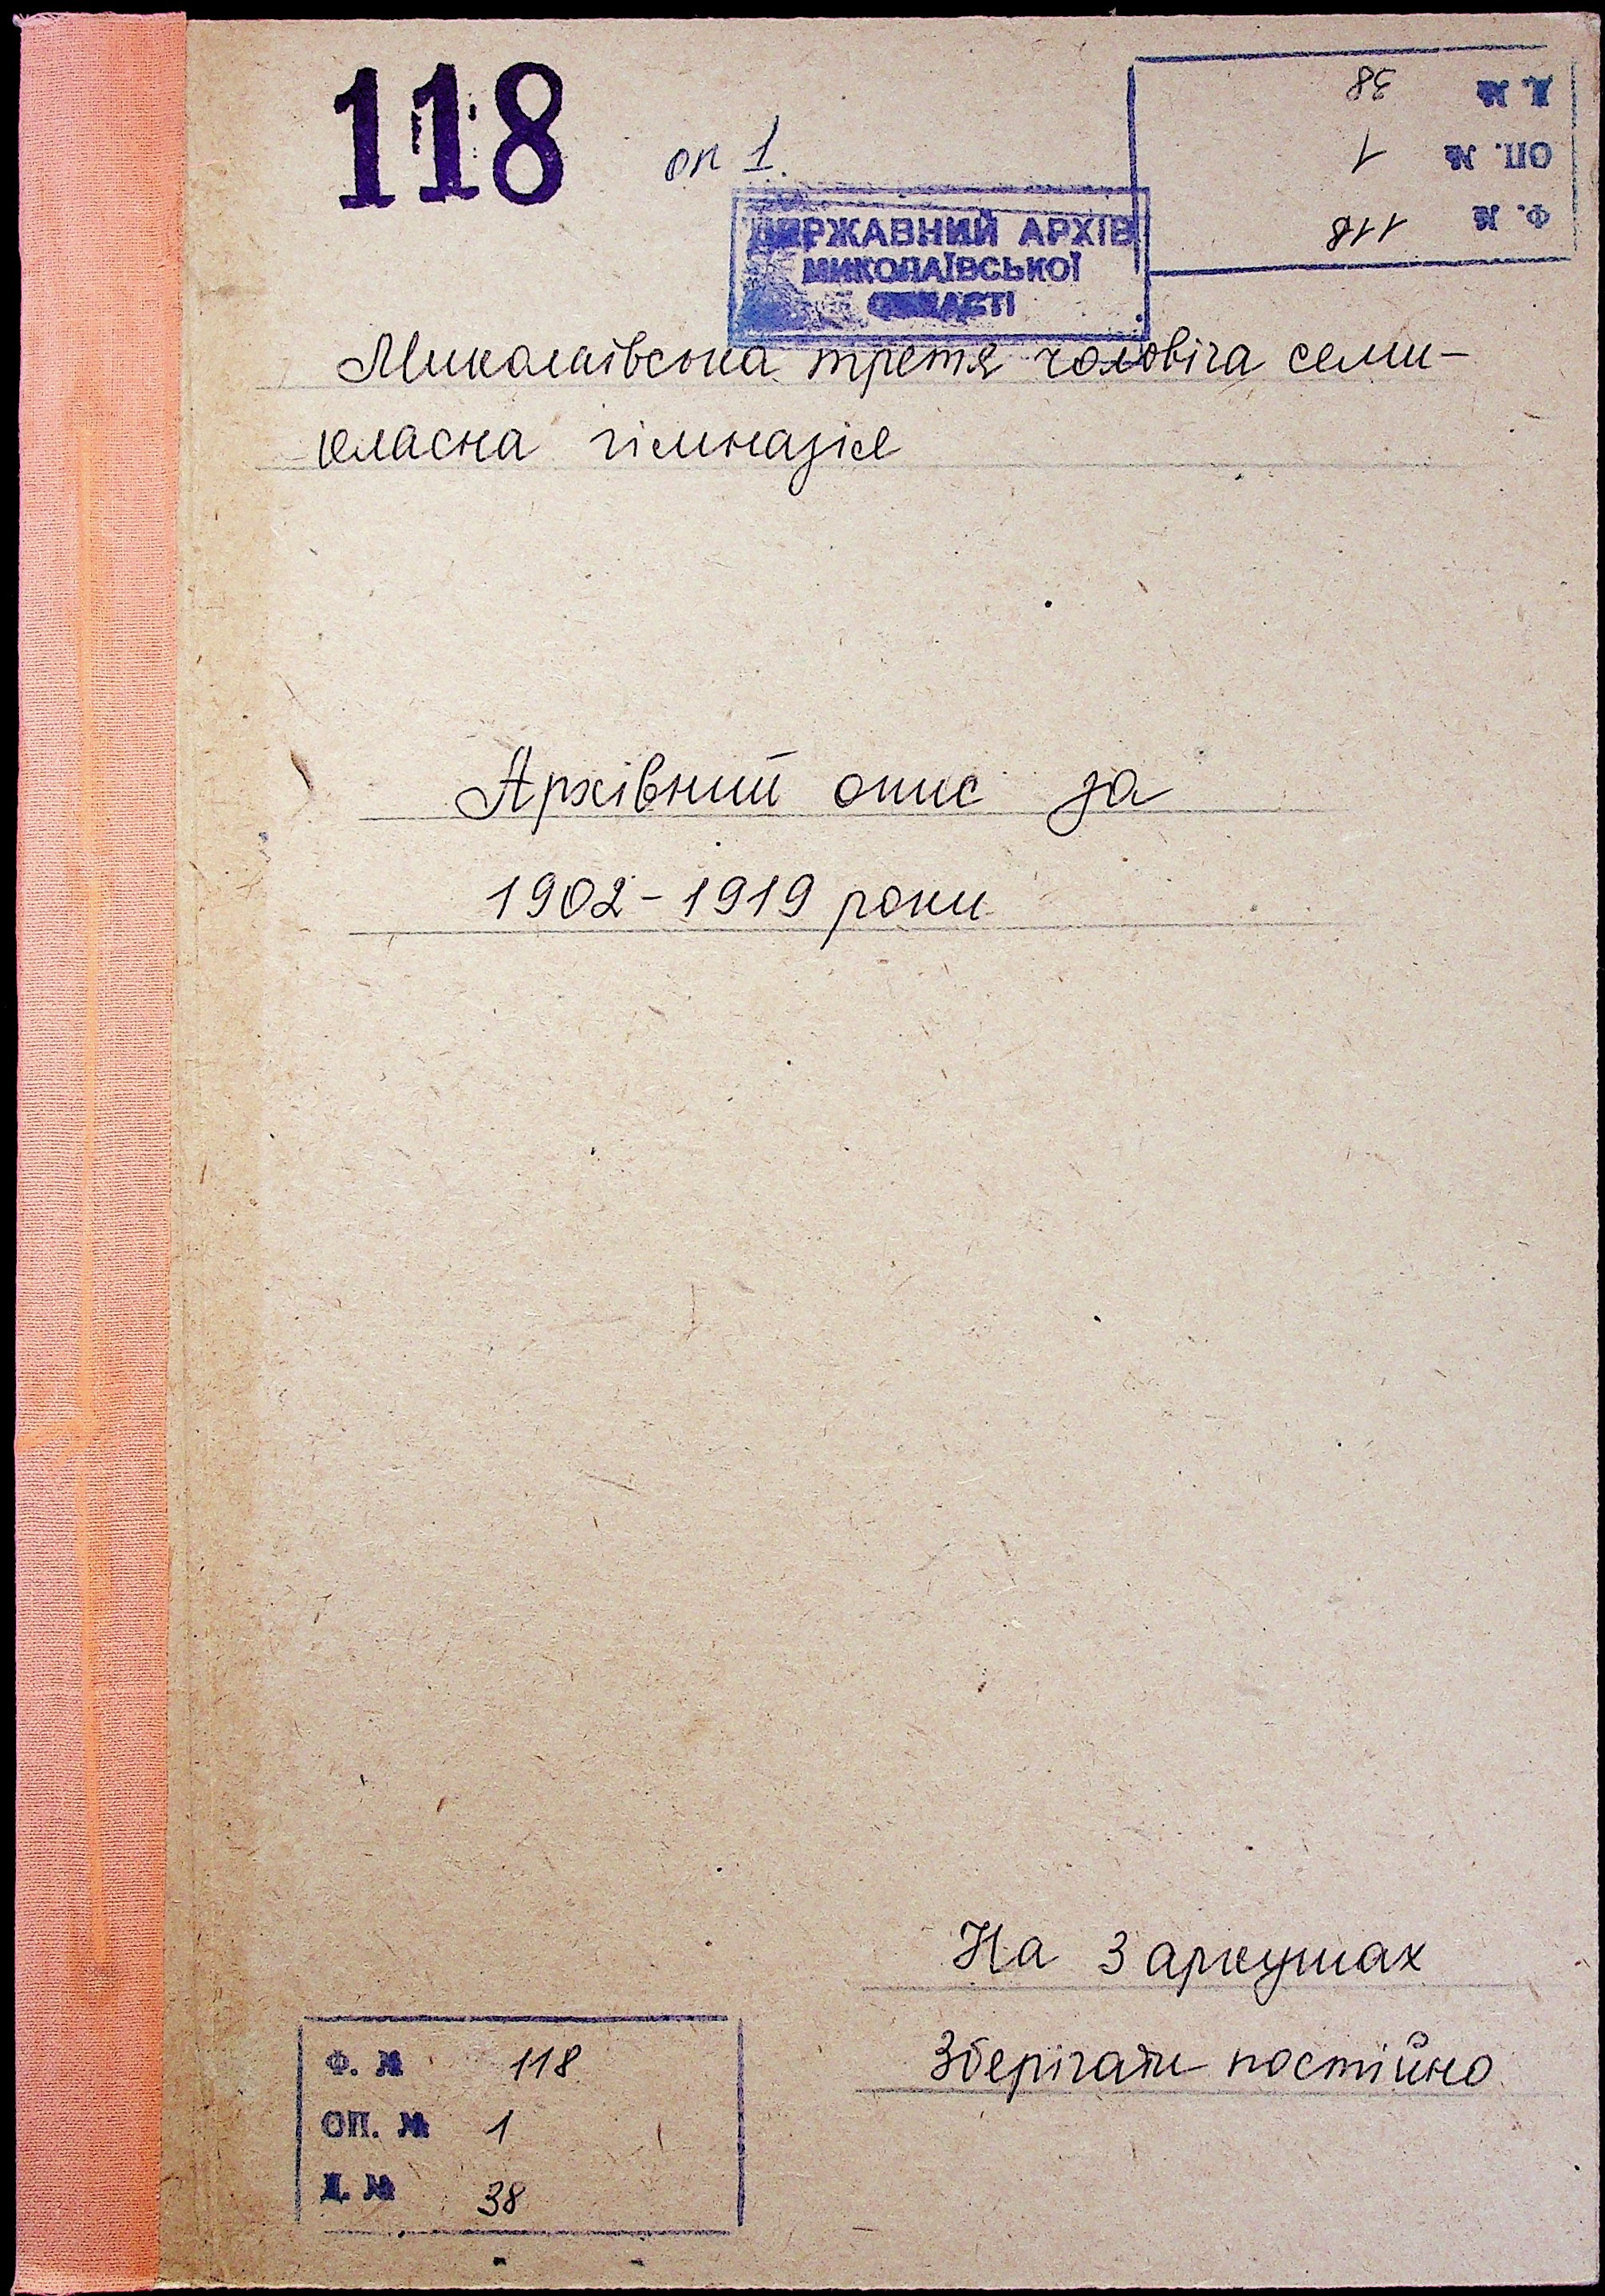 118
оп 1.
Д. № 38
ОП. № 1
Ф. № 118
ДЕРЖАВНИЙ АРХІВ
МИКОЛАЇВСЬКОЇ
ОБЛАСТІ
Миколаївська третя чоловіча семи-
класна гімназія
Архівний опис за
1902-1919 роки
На 3 аркушах
Зберігати постійно
Ф. № 118
ОП. № 1
Д. № 38